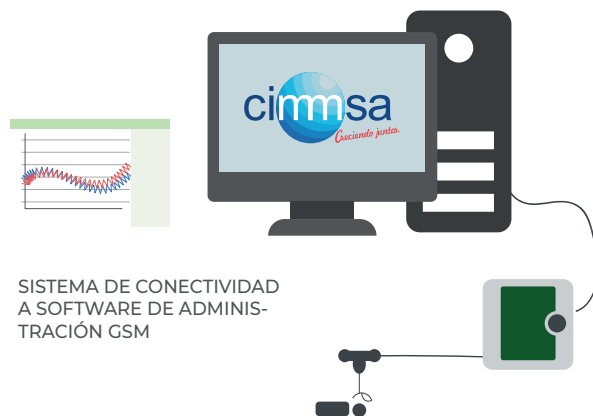 cimmsa
Creciendo juntos.
SISTEMA DE CONECTIVIDAD
A SOFTWARE DE ADMINIS-
TRACIÓN GSM